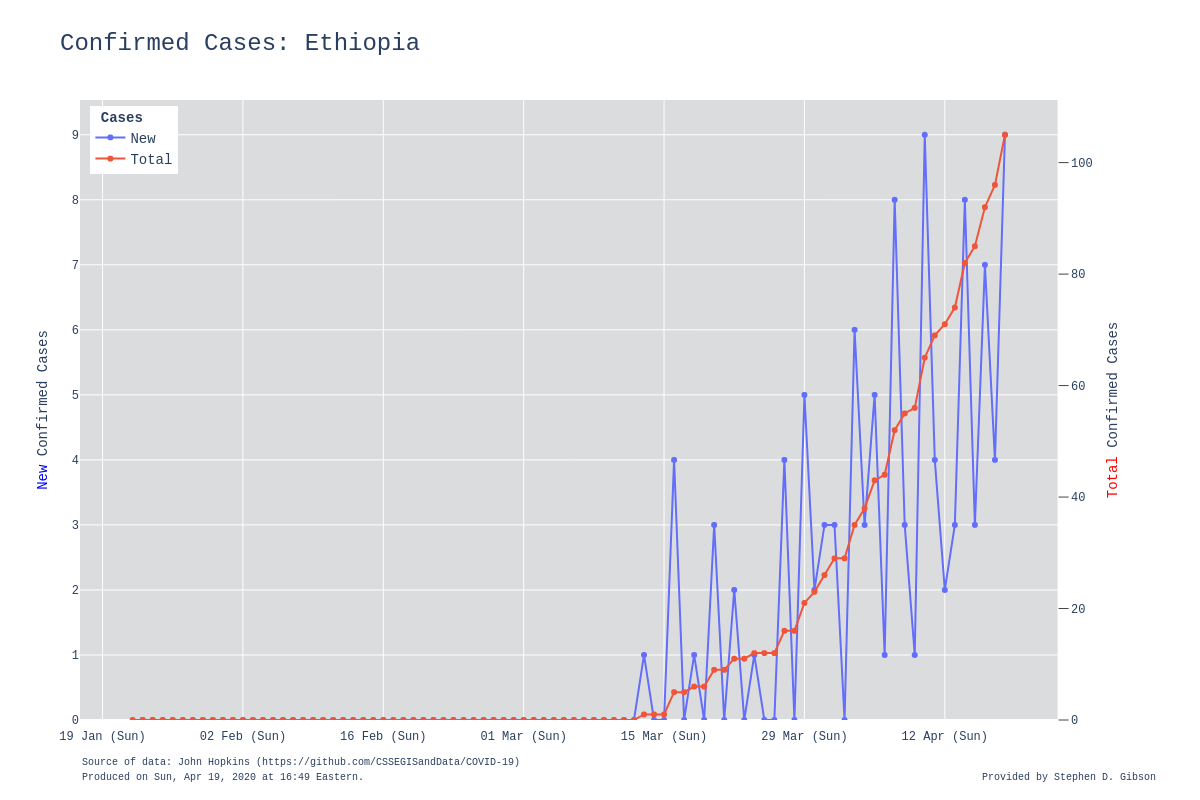 Confirmed Cases: Ethiopia
Cases
New
Total
9
8
7
6
5
4
3
2
1
0
New Confirmed Cases
100
80
60
40
20
0
Total Confirmed Cases
19 Jan (Sun)
02 Feb (Sun)
16 Feb (Sun)
01 Mar (Sun)
15 Mar (Sun)
29 Mar (Sun)
12 Apr (Sun)
Source of data: John Hopkins (https://github.com/CSSEGISandData/COVID-19)
Produced on Sun, Apr 19, 2020 at 16:49 Eastern.
Provided by Stephen D. Gibson